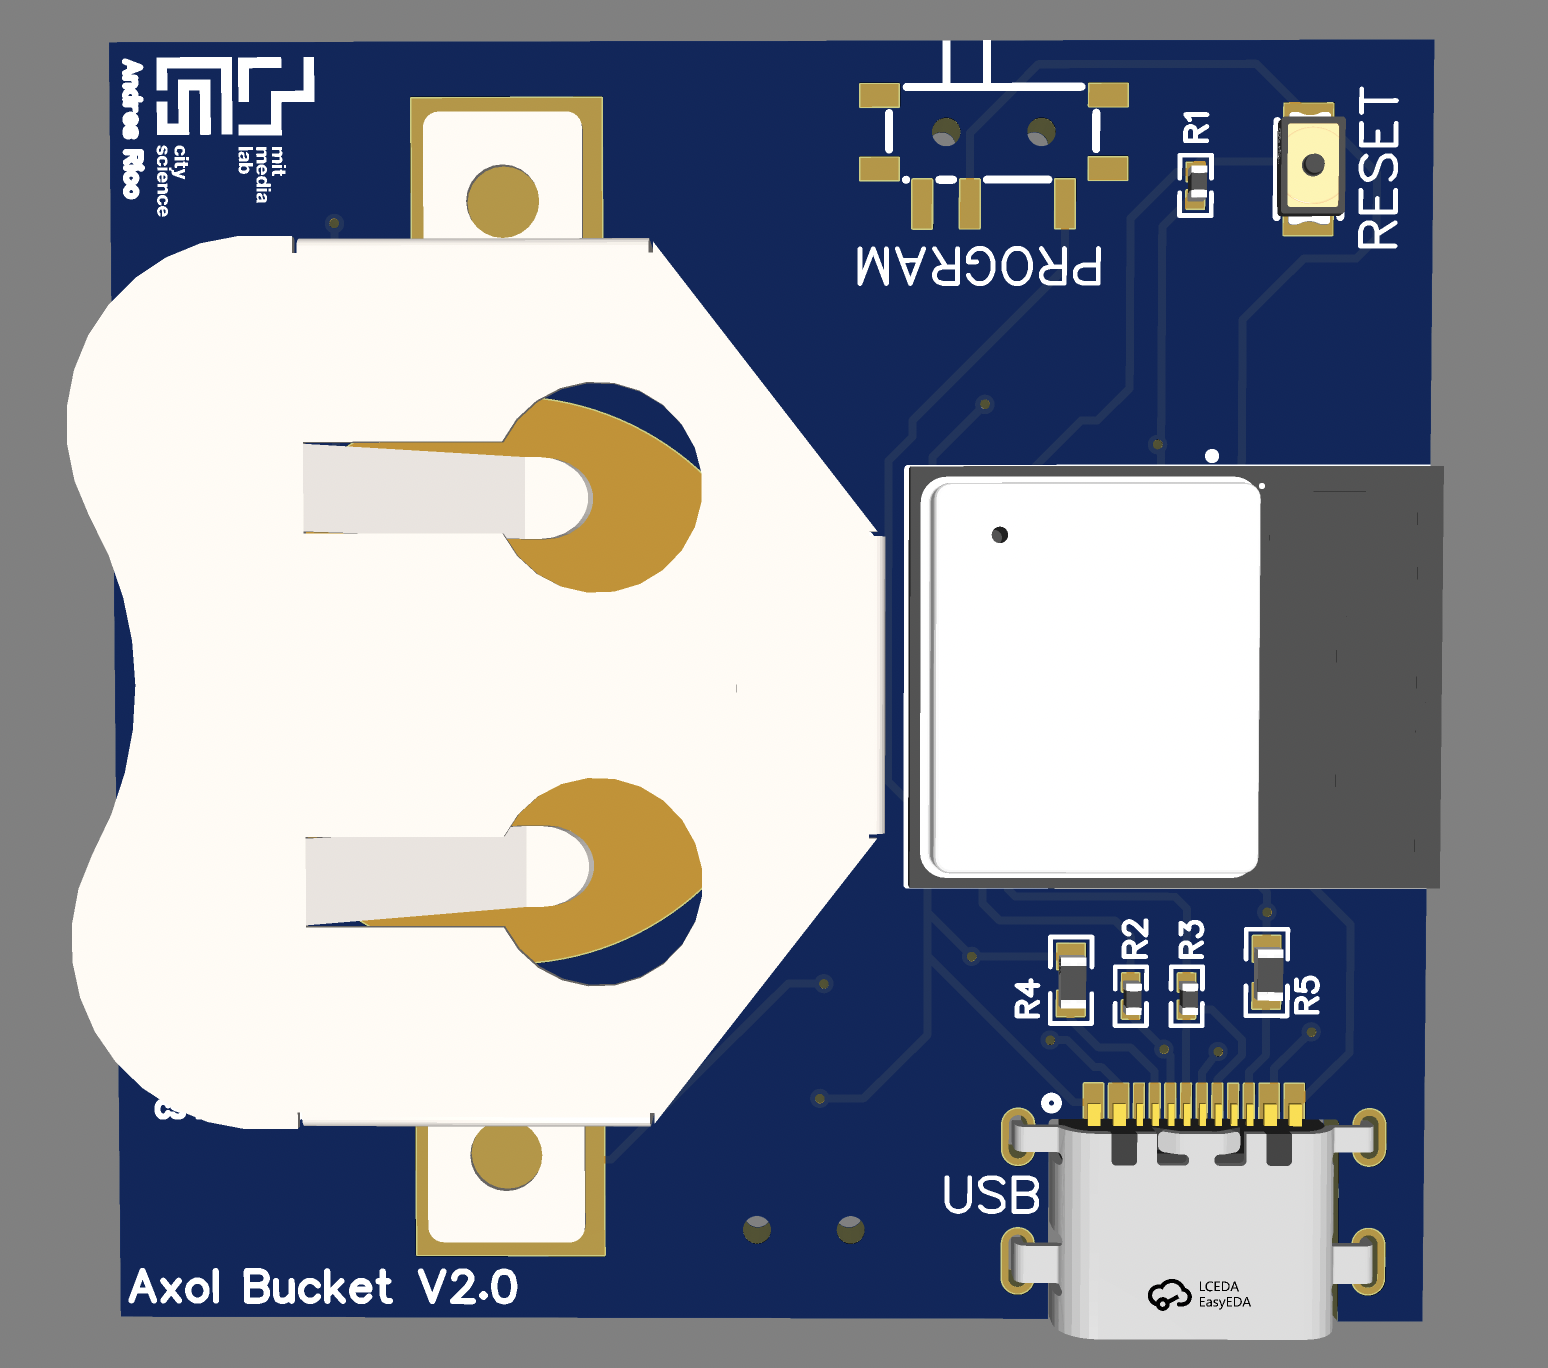 Andres Rico
city
science
mit
media
lab
R1
RESET
PROGRAM
R2
R3
R4
R5
USB
LCEDA
EasyEDA
Axol Bucket V2.0